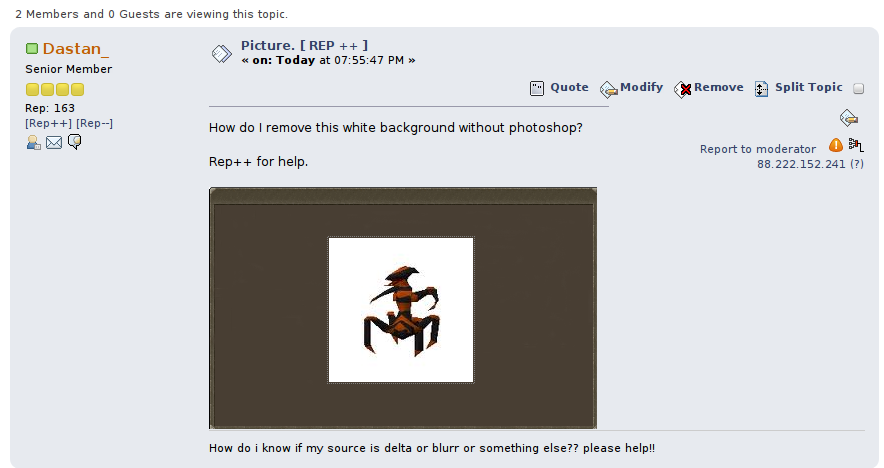 2 Members and 0 Guests are viewing this topic.
Dastan_
Senior Member
Rep: 163
[Rep++] [Rep--]
Picture. [ REP ++ ]
« on: Today at 07:55:47 PM »
Quote Modify Remove Split Topic
How do I remove this white background without photoshop?
Rep++ for help.
Report to moderator
88.222.152.241 (?)
How do i know if my source is delta or blurr or something else?? please help!!